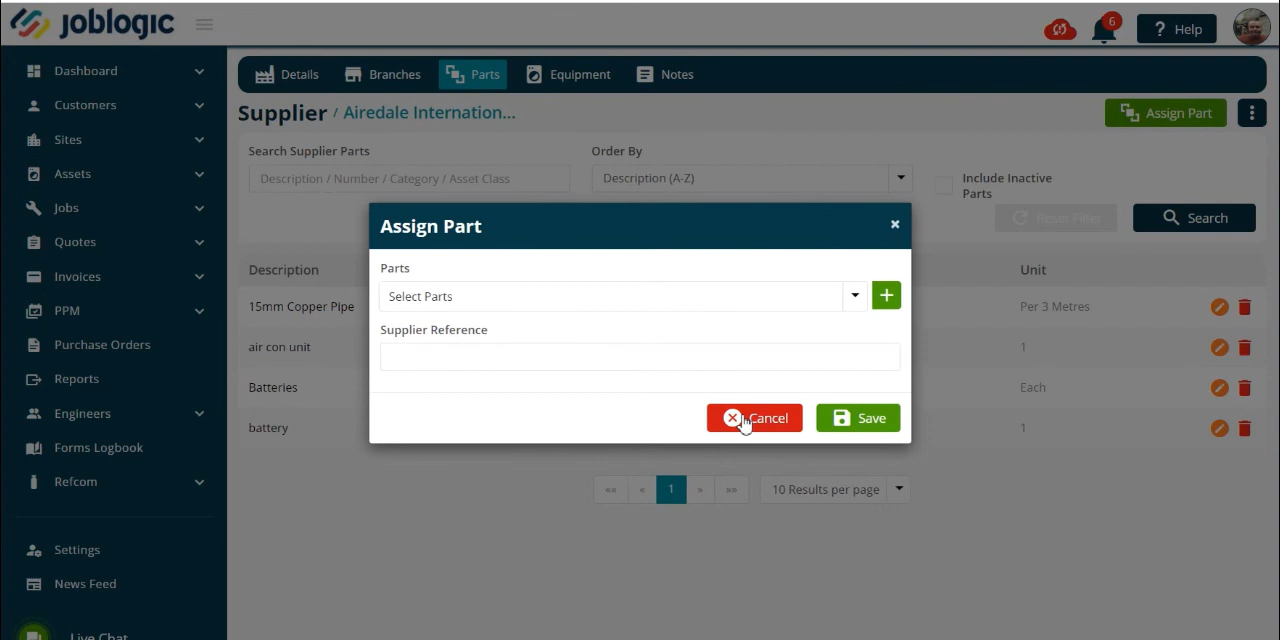 joblogic
6
? Help
Dashboard
Customers
Sites
Assets
Jobs
Quotes
Invoices
PPM
Purchase Orders
Reports
Engineers
Forms Logbook
Refcom
Settings
News Feed
Live Chat
Details
Branches
Parts
Equipment
Notes
Supplier / Airedale Internation...
Assign Part
Search Supplier Parts
Order By
Description / Number / Category / Asset Class
Description (A-Z)
Include Inactive
Parts
Reset Filter
Search
Description
Unit
15mm Copper Pipe
Per 3 Metres
air con unit
1
Batteries
Each
battery
1
Assign Part
×
Parts
Select Parts
+
Supplier Reference
Cancel
Save
«« « 1 » »»
10 Results per page